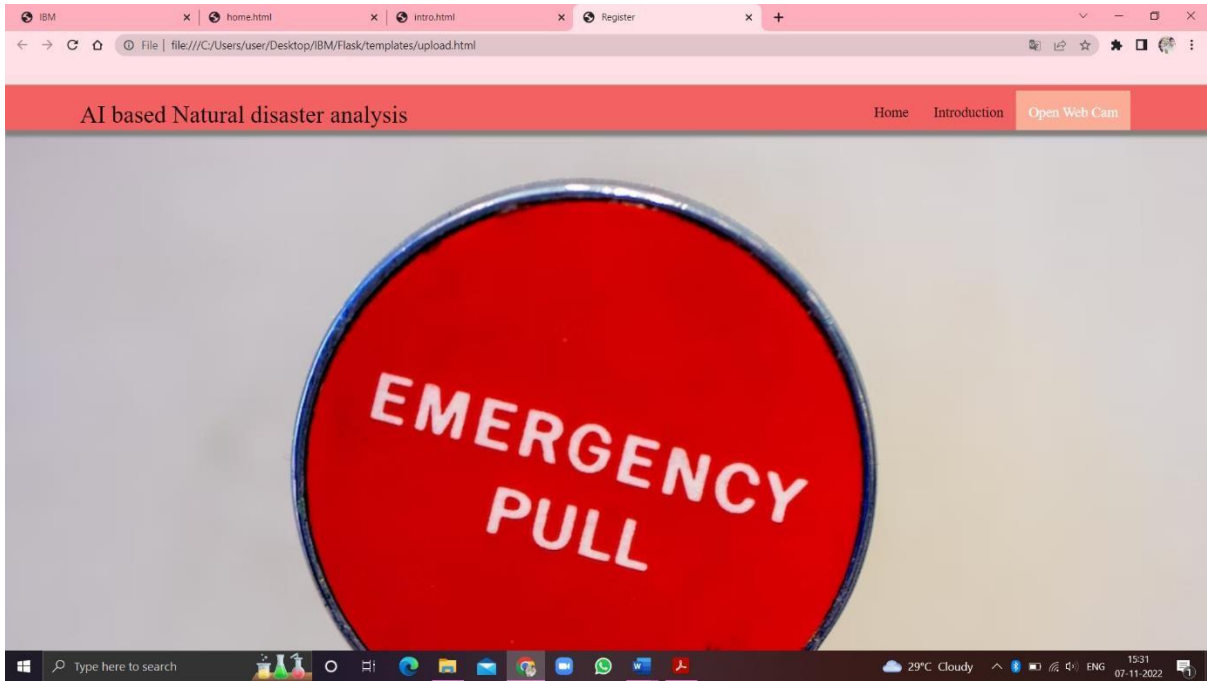 IBM
home.html
intro.html
Register
File | file:///C:/Users/user/Desktop/IBM/Flask/templates/upload.html
AI based Natural disaster analysis
Home
Introduction
Open Web Cam
EMERGENCY
PULL
Type here to search
29°C Cloudy
ENG
15:31
07-11-2022
1